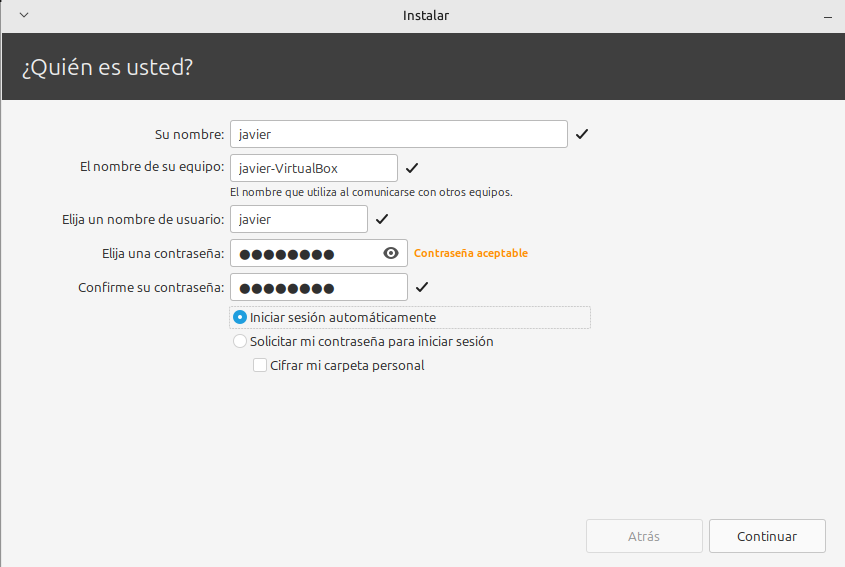 Instalar
¿Quién es usted?
Su nombre: javier
El nombre de su equipo: javier-VirtualBox
El nombre que utiliza al comunicarse con otros equipos.
Elija un nombre de usuario: javier
Elija una contraseña: ●●●●●●●● Contraseña aceptable
Confirme su contraseña: ●●●●●●●●
Iniciar sesión automáticamente
Solicitar mi contraseña para iniciar sesión
Cifrar mi carpeta personal
Atrás Continuar